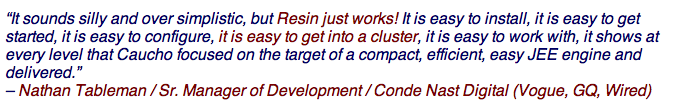 “It sounds silly and over simplistic, but Resin just works! It is easy to install, it is easy to get
started, it is easy to configure, it is easy to get into a cluster, it is easy to work with, it shows at
every level that Caucho focused on the target of a compact, efficient, easy JEE engine and
delivered.”
– Nathan Tableman / Sr. Manager of Development / Conde Nast Digital (Vogue, GQ, Wired)